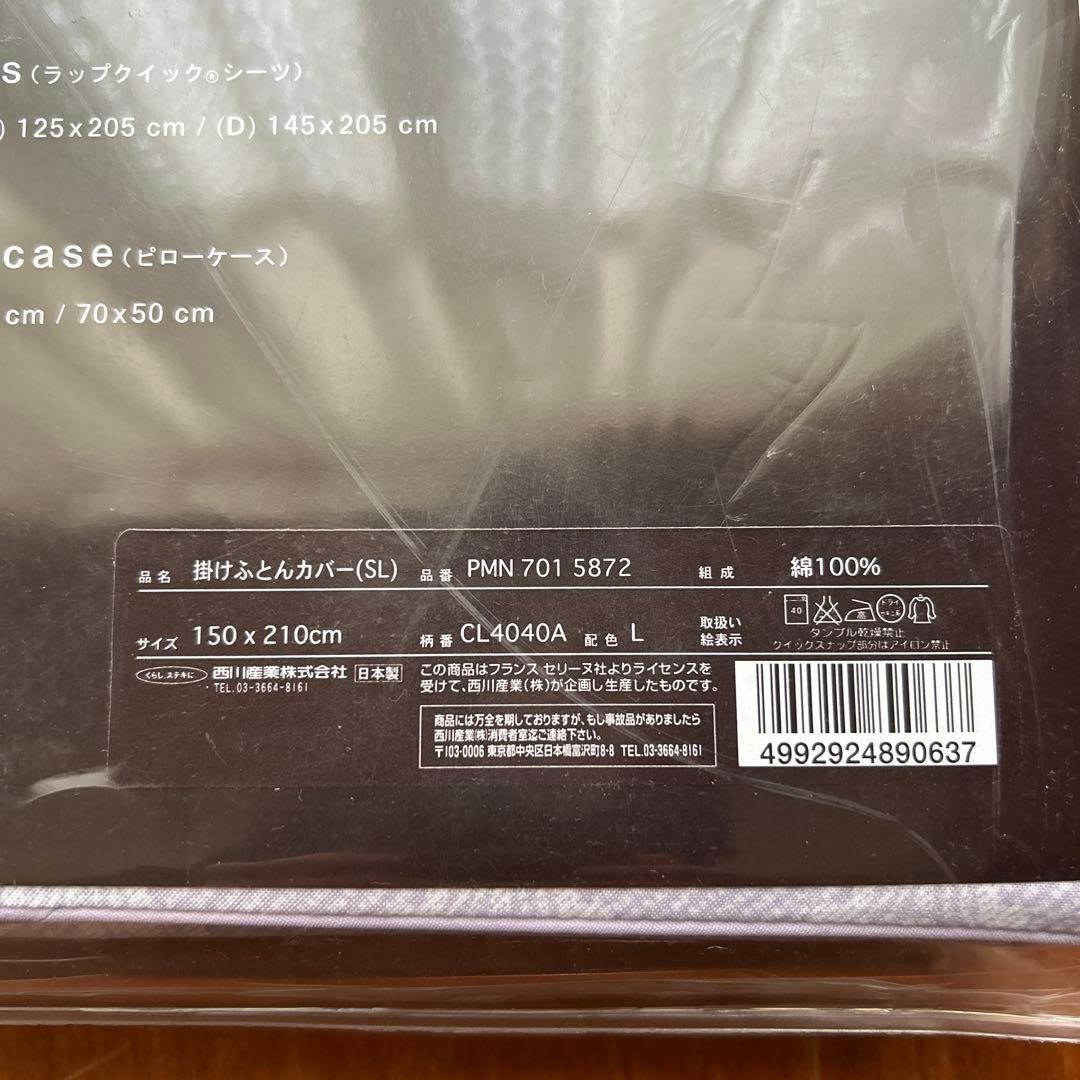 s (ラップクイック®シーツ)
) 125x205 cm / (D) 145x205 cm
case (ピローケース)
cm / 70x50 cm
品名 掛けふとんカバー(SL) 品番 PMN 701 5872 組成 綿100%
サイズ 150 x 210cm 柄番 CL4040A 配色 L 取扱い絵表示 40 高 ドライ セキユ系
タンブル乾燥禁止
クイックスナップ部分はアイロン禁止
くらし、ステキに 西川産業株式会社 日本製
・TEL.03-3664-8161
この商品はフランス セリーヌ社よりライセンスを
受けて、西川産業(株)が企画し生産したものです。
商品には万全を期しておりますが、もし事故品がありましたら
西川産業㈱消費者室迄ご連絡下さい。
〒103-0006 東京都中央区日本橋富沢町8-8 TEL.03-3664-8161
4992924890637